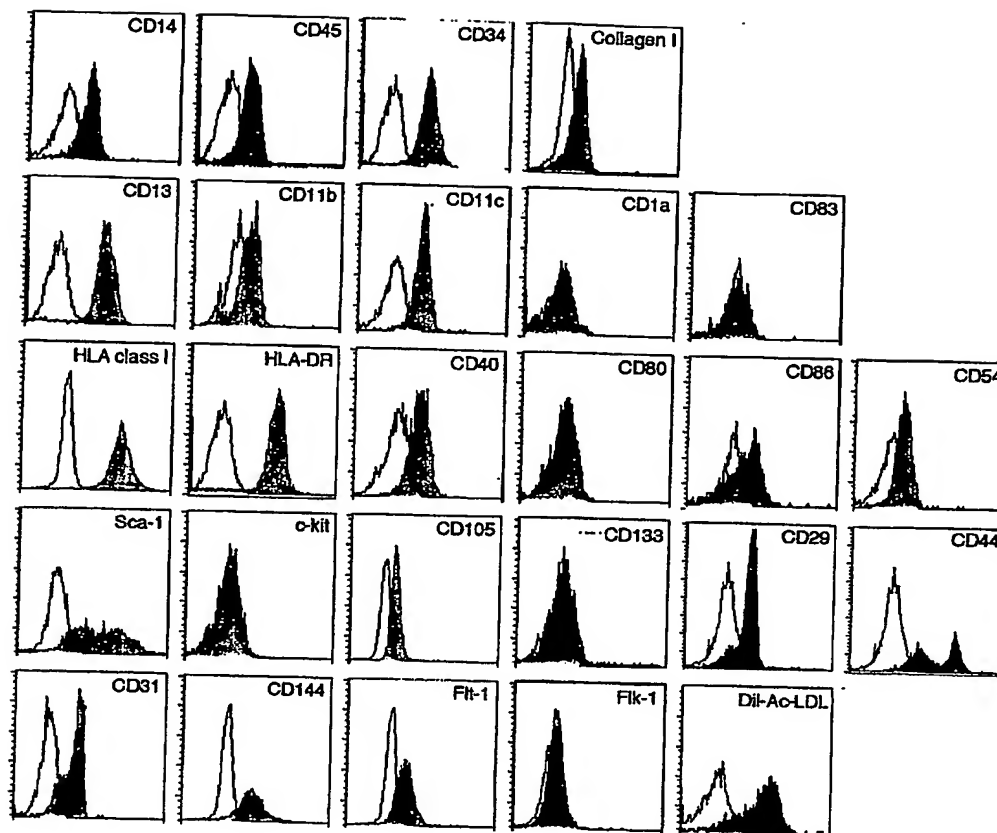 CD14
CD45
CD34
Collagen I
CD13
CD11b
CD11c
CD1a
CD83
HLA class I
HLA-DR
CD40
CD80
CD86
CD54
Sca-1
c-kit
CD105
CD133
CD29
CD44
CD31
CD144
Flt-1
Flk-1
Dil-Ac-LDL